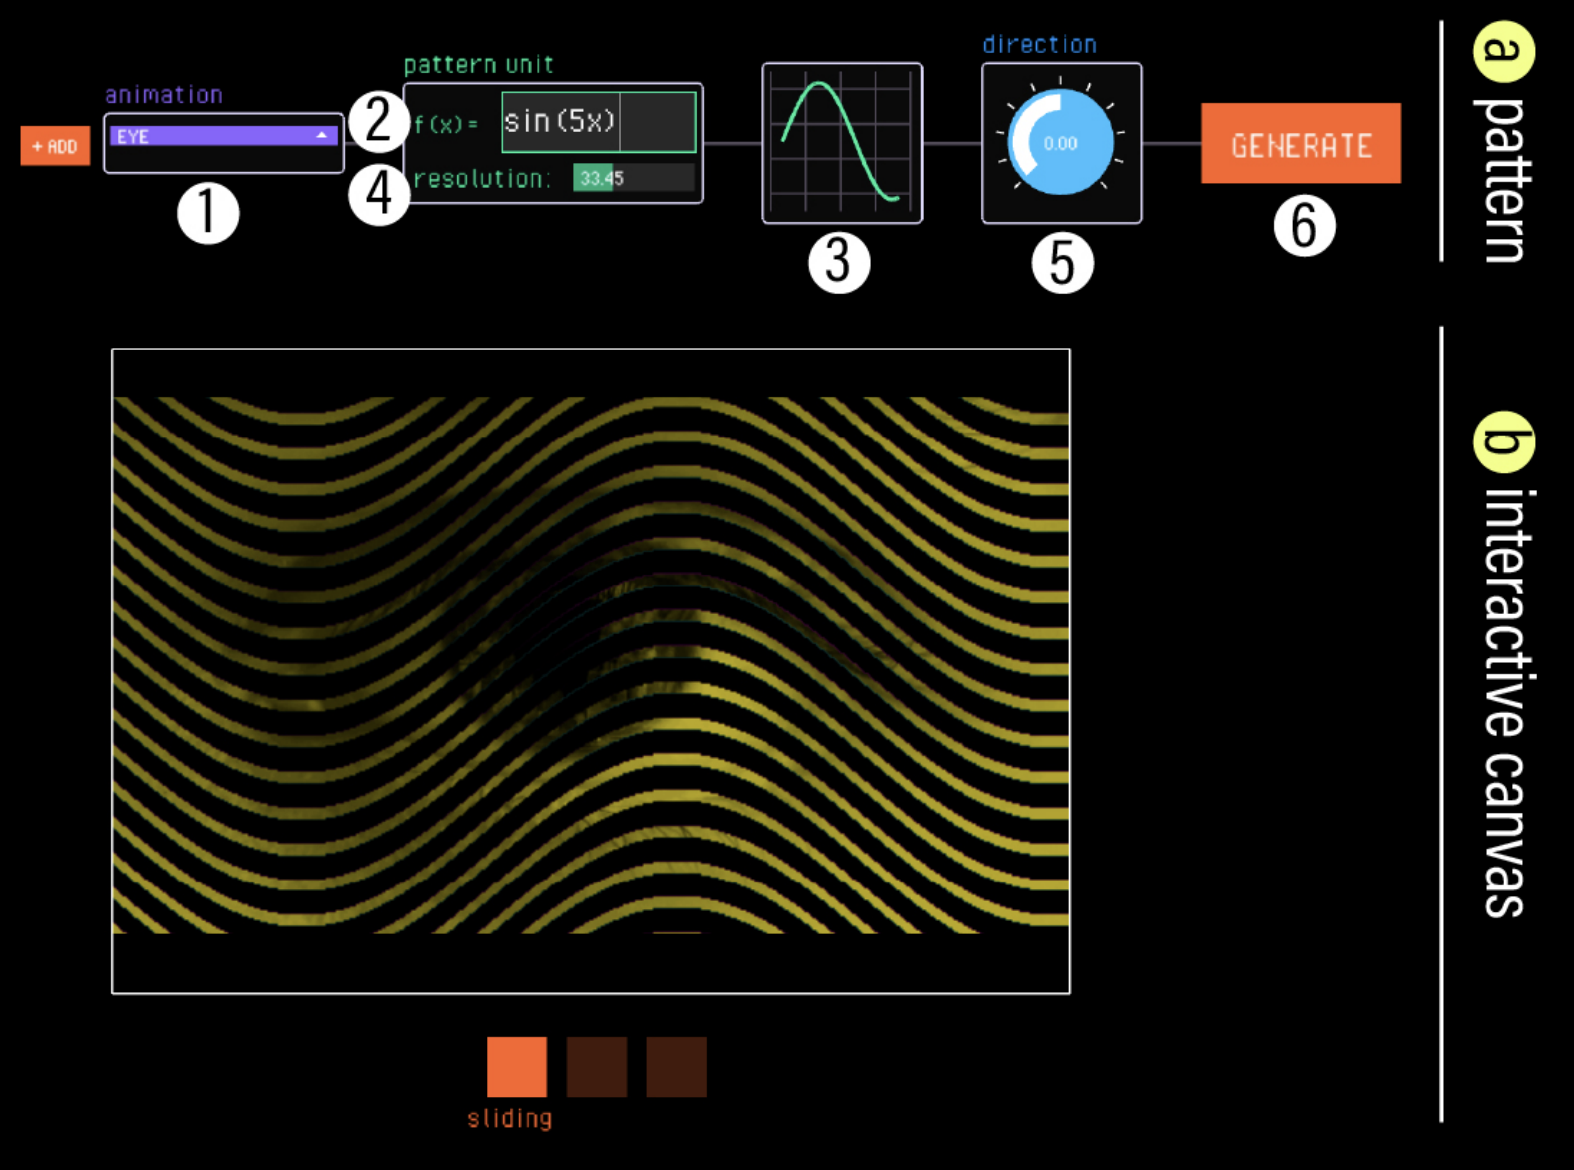 direction
pattern unit
animation
+ ADD
EYE
2
f(x)=
sin(5x)
4
resolution:
33.45
0.00
GENERATE
1
3
5
6
a pattern
b interactive canvas
sliding